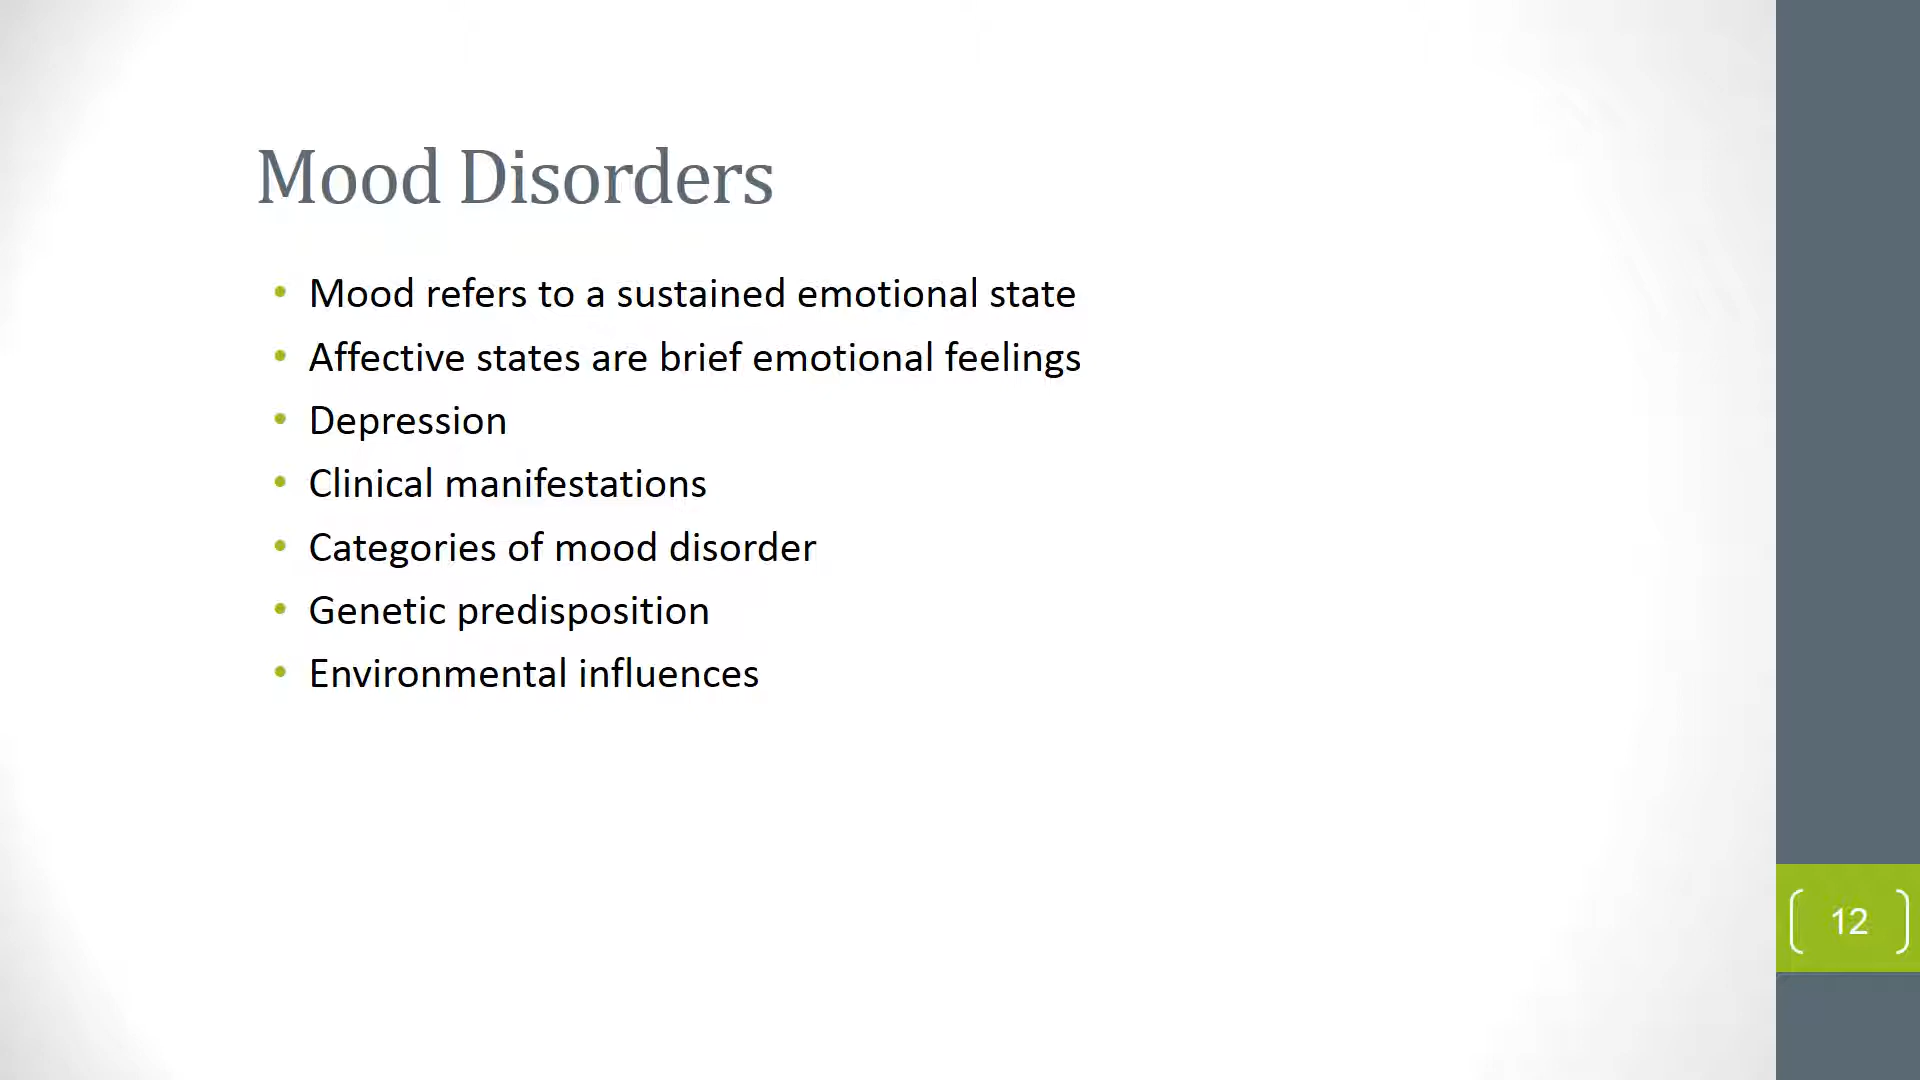 Mood Disorders
• Mood refers to a sustained emotional state
• Affective states are brief emotional feelings
• Depression
• Clinical manifestations
• Categories of mood disorder
• Genetic predisposition
• Environmental influences
12